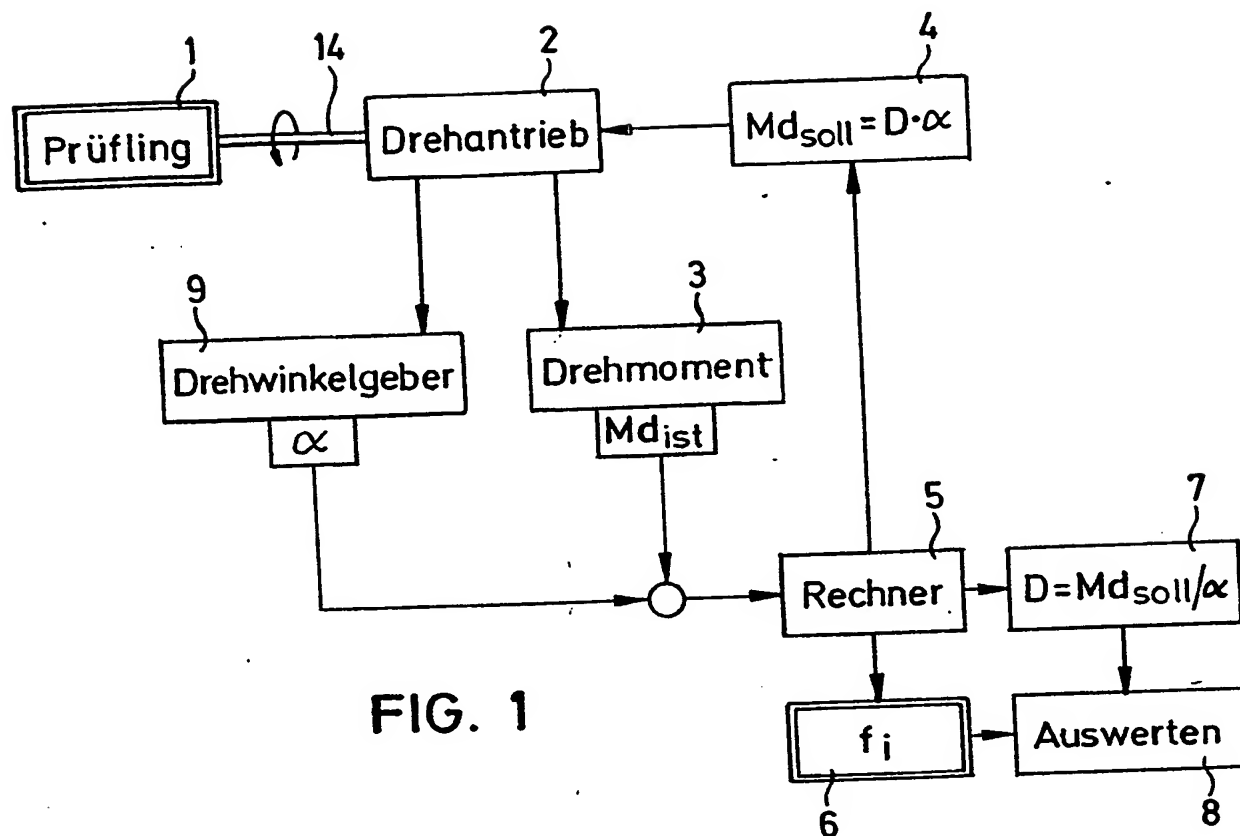 1
14
2
4
Prüfling
Drehantrieb
Md_soll = D·α
9
3
Drehwinkelgeber
Drehmoment
α
Md_ist
5
7
Rechner
D = Md_soll/α
FIG. 1
f_i
Auswerten
6
8